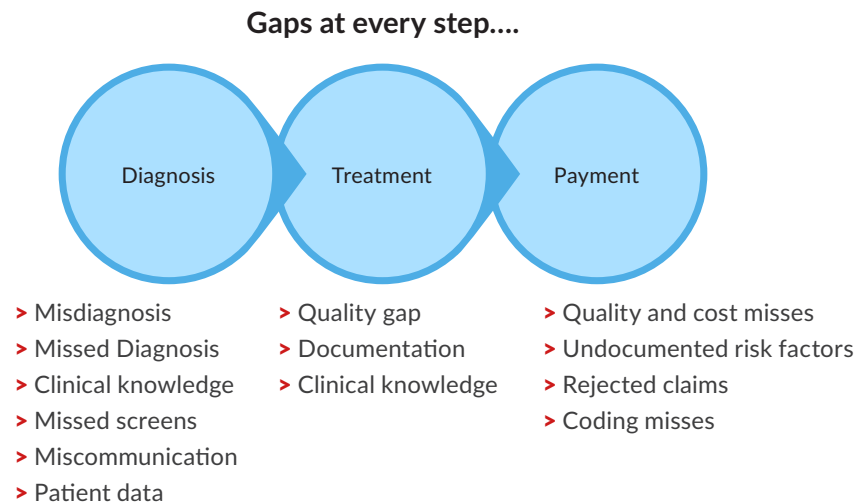 Gaps at every step....
Diagnosis
Treatment
Payment
> Misdiagnosis
> Missed Diagnosis
> Clinical knowledge
> Missed screens
> Miscommunication
> Patient data
> Quality gap
> Documentation
> Clinical knowledge
> Quality and cost misses
> Undocumented risk factors
> Rejected claims
> Coding misses